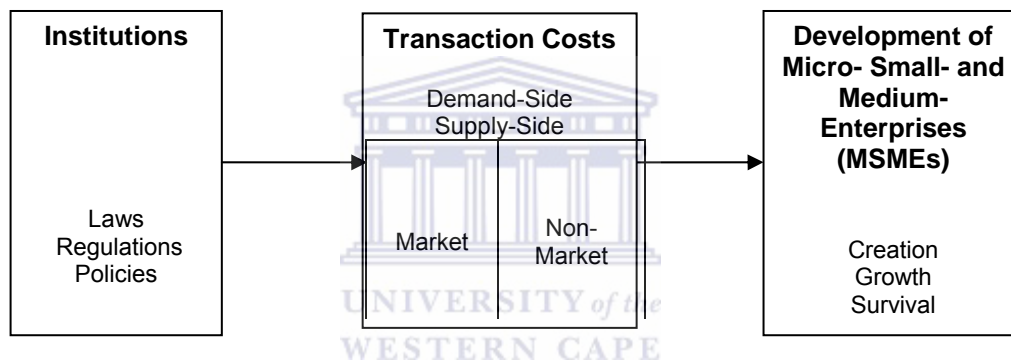 Institutions
Laws
Regulations
Policies
Transaction Costs
Demand-Side
Supply-Side
Market
Non-
Market
Development of
Micro- Small- and
Medium-
Enterprises
(MSMEs)
Creation
Growth
Survival
UNIVERSITY of the
WESTERN CAPE